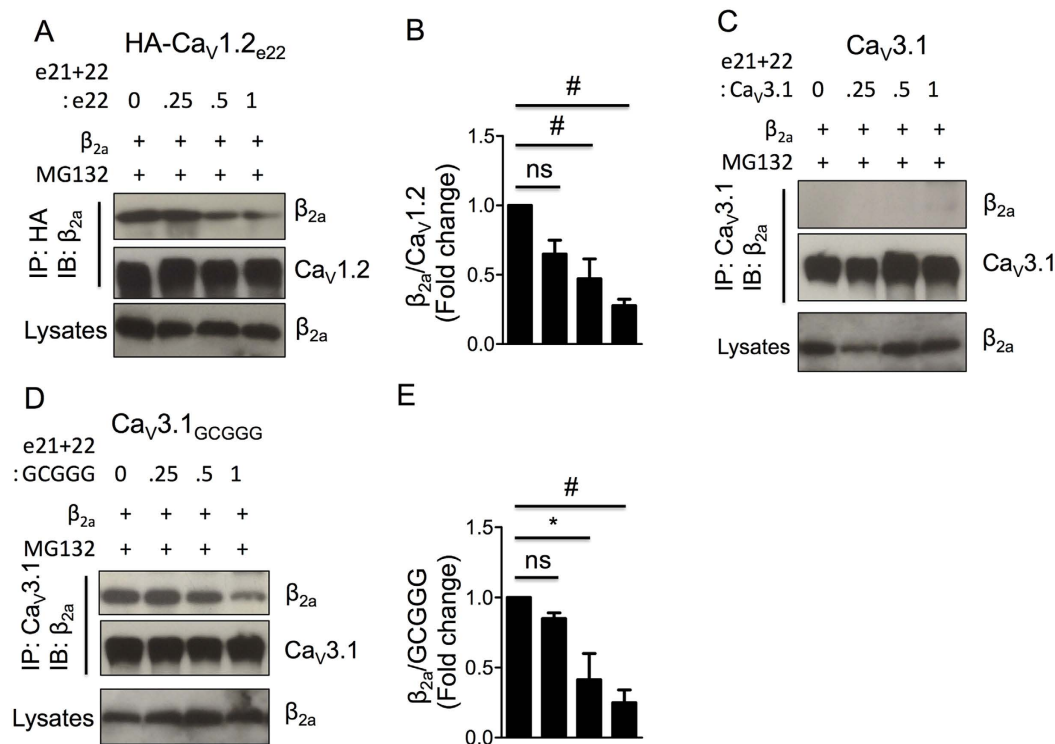 A
HA-CaV1.2e22
e21+22
:e22 0 .25 .5 1
β2a + + + +
MG132 + + + +
IP: HA
IB: β2a
β2a
CaV1.2
Lysates
β2a
B
#
#
ns
1.5
1.0
0.5
0.0
β2a/CaV1.2
(Fold change)
C
CaV3.1
e21+22
:CaV3.1 0 .25 .5 1
β2a + + + +
MG132 + + + +
IP: CaV3.1
IB: β2a
β2a
CaV3.1
Lysates
β2a
D
CaV3.1GCGGG
e21+22
:GCGGG 0 .25 .5 1
β2a + + + +
MG132 + + + +
IP: CaV3.1
IB: β2a
β2a
CaV3.1
Lysates
β2a
E
#
*
ns
1.5
1.0
0.5
0.0
β2a/GCGGG
(Fold change)